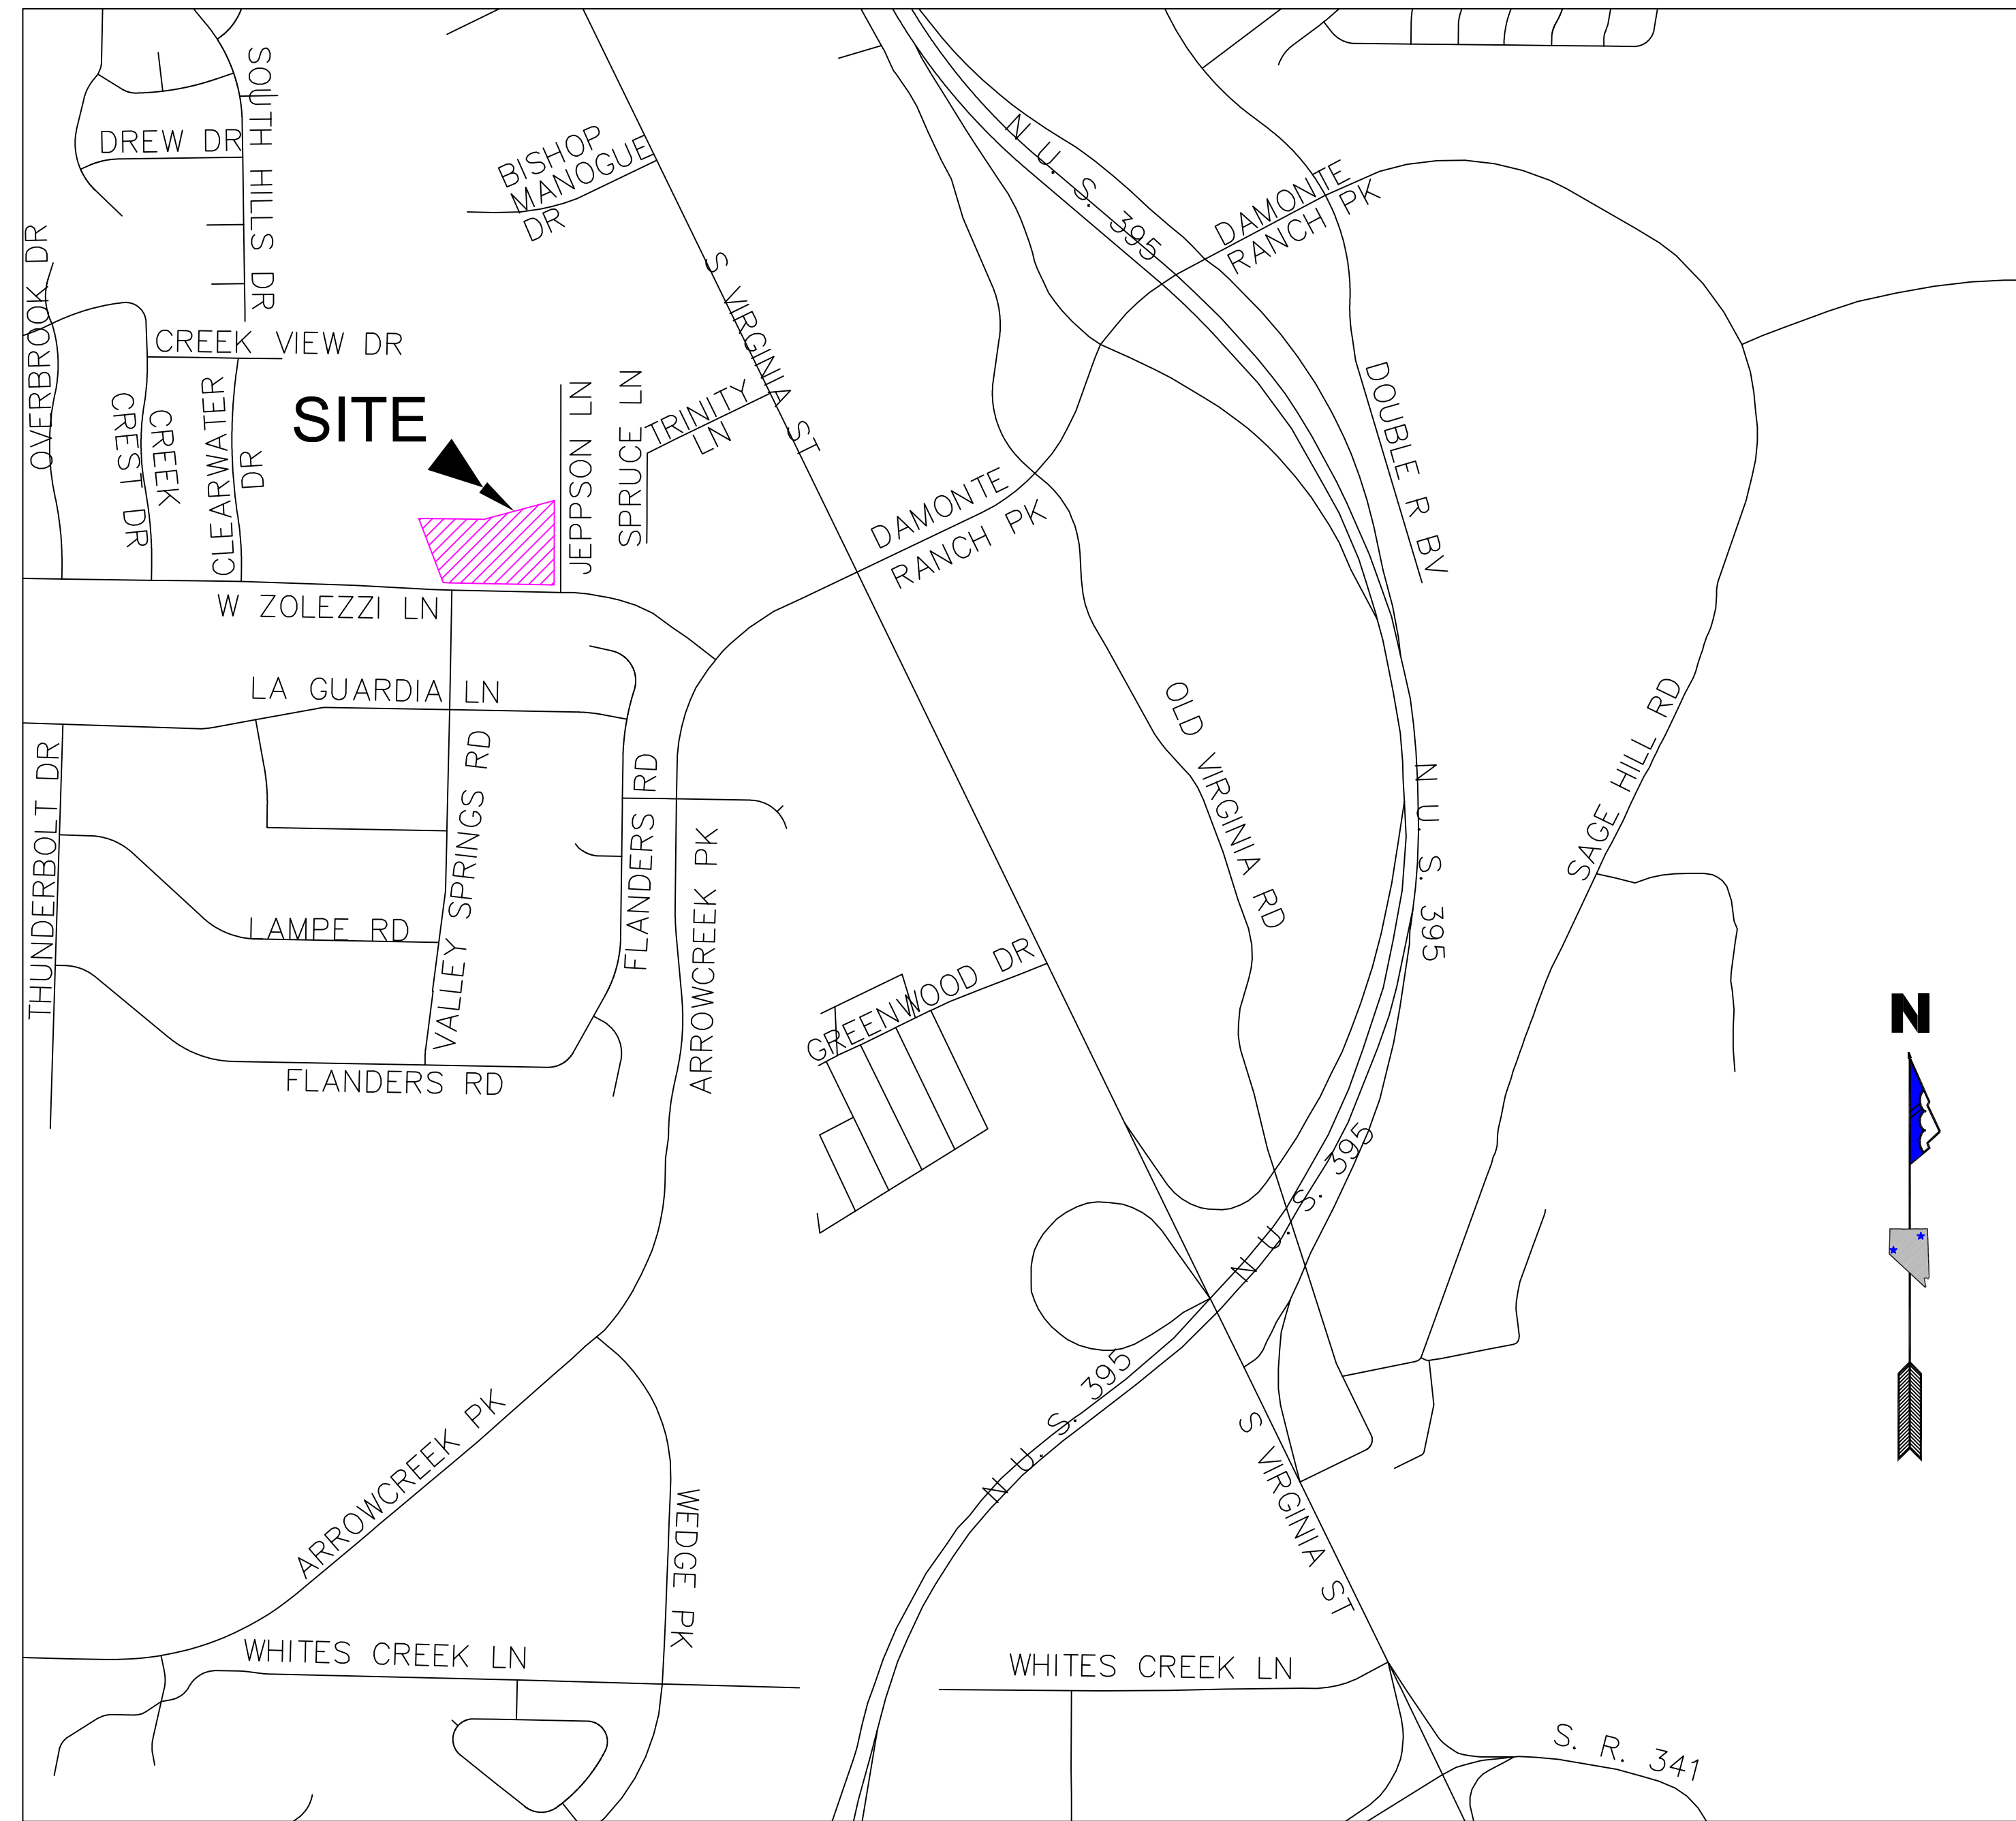 SOUTH HILLS DR
DREW DR
BISHOP
MANOGUE
DR
N U. S. 395
DAMONTE
RANCH PK
OVERBROOK DR
S VIRGINIA ST
CREEK VIEW DR
SITE
CREEK
CREST DR
CLEARWATER
DR
JEPPSON LN
SPRUCE LN
TRINITY
LN
DOUBLE R BV
DAMONTE
RANCH PK
W ZOLEZZI LN
LA GUARDIA LN
OLD VIRGINIA RD
SAGE HILL RD
THUNDERBOLT DR
VALLEY SPRINGS RD
FLANDERS RD
ARROWCREEK PK
N U. S. 395
LAMPE RD
GREENWOOD DR
N
FLANDERS RD
N U. S. 395
N U. S. 395
ARROWCREEK PK
S VIRGINIA ST
WEDGE PK
WHITES CREEK LN
WHITES CREEK LN
S. R. 341